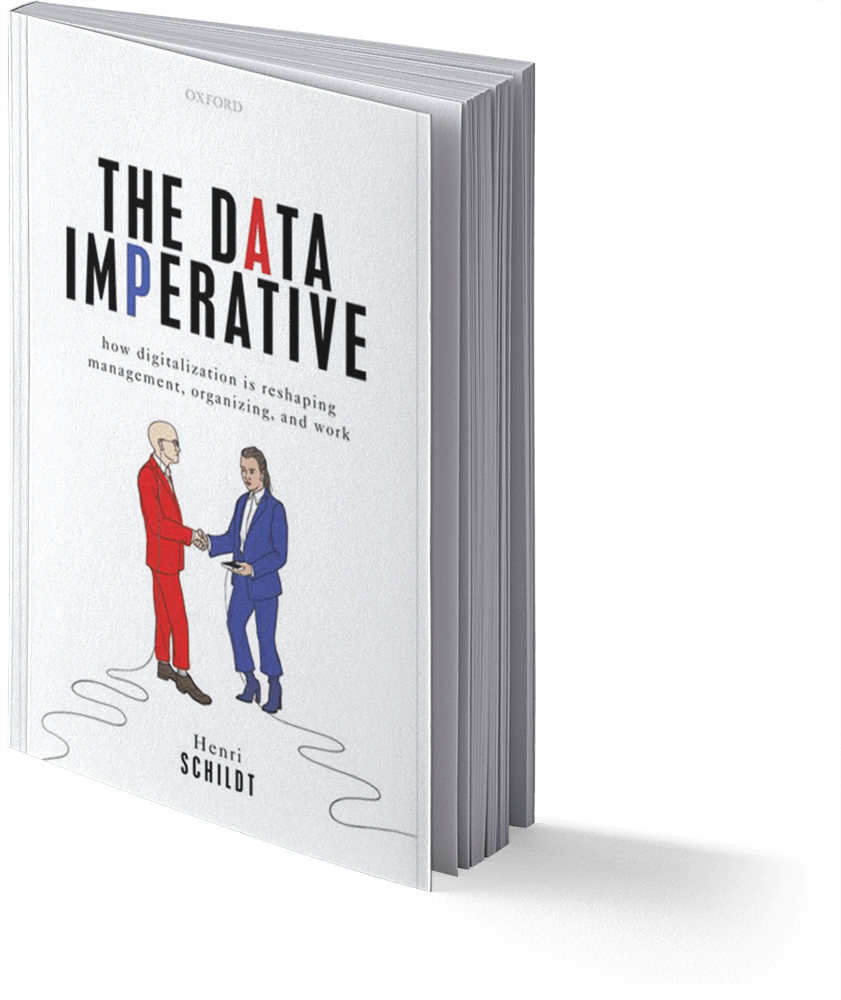 OXFORD
THE DATA
IMPERATIVE
how digitalization is reshaping
management, organizing, and work
Henri
SCHILDT